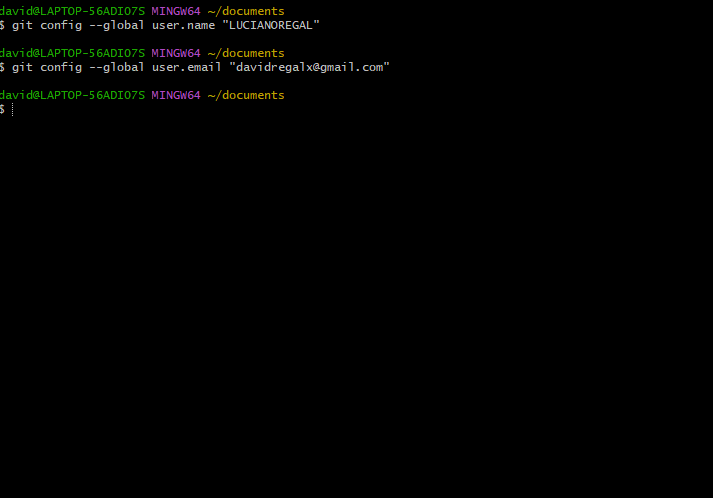 david@LAPTOP-56ADIO7S MINGW64 ~/documents
$ git config --global user.name "LUCIANOREGAL"
david@LAPTOP-56ADIO7S MINGW64 ~/documents
$ git config --global user.email "davidregalx@gmail.com"
david@LAPTOP-56ADIO7S MINGW64 ~/documents
$